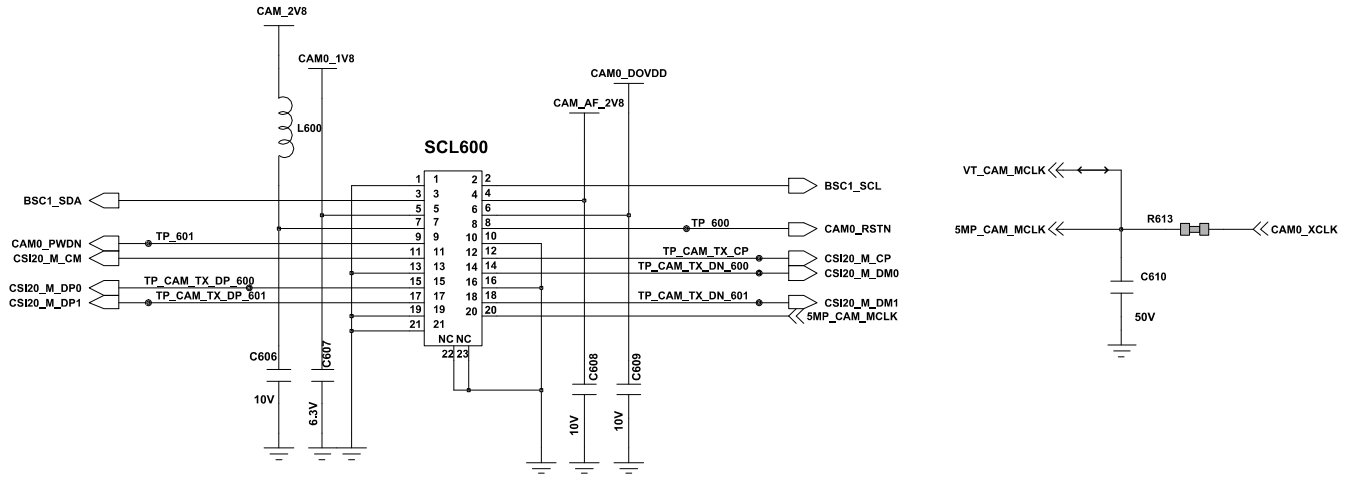 CAM_2V8
CAM0_1V8
CAM0_DOVDD
CAM_AF_2V8
L600
SCL600
1 1 2 2
BSC1_SDA 3 3 4 4 BSC1_SCL
5 5 6 6
7 7 8 8 TP_600 CAM0_RSTN
CAM0_PWDN TP_601 9 9 10 10
CSI20_M_CM 11 11 12 12 TP_CAM_TX_CP CSI20_M_CP
13 13 14 14 TP_CAM_TX_DN_600 CSI20_M_DM0
CSI20_M_DP0 TP_CAM_TX_DP_600 15 15 16 16
CSI20_M_DP1 TP_CAM_TX_DP_601 17 17 18 18 TP_CAM_TX_DN_601 CSI20_M_DM1
19 19 20 20 5MP_CAM_MCLK
21 21
NC NC
22 23
C606
10V
C607
6.3V
C608
10V
C609
10V
VT_CAM_MCLK
5MP_CAM_MCLK
R613
CAM0_XCLK
C610
50V